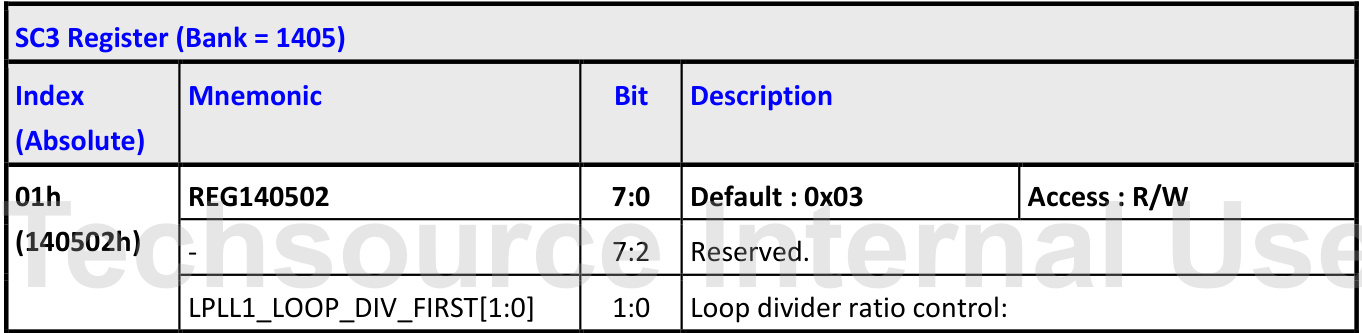 SC3 Register (Bank = 1405)
Index (Absolute) Mnemonic Bit Description
01h (140502h) REG140502 7:0 Default : 0x03 Access : R/W
- 7:2 Reserved.
LPLL1_LOOP_DIV_FIRST[1:0] 1:0 Loop divider ratio control:
Techsource Internal Use